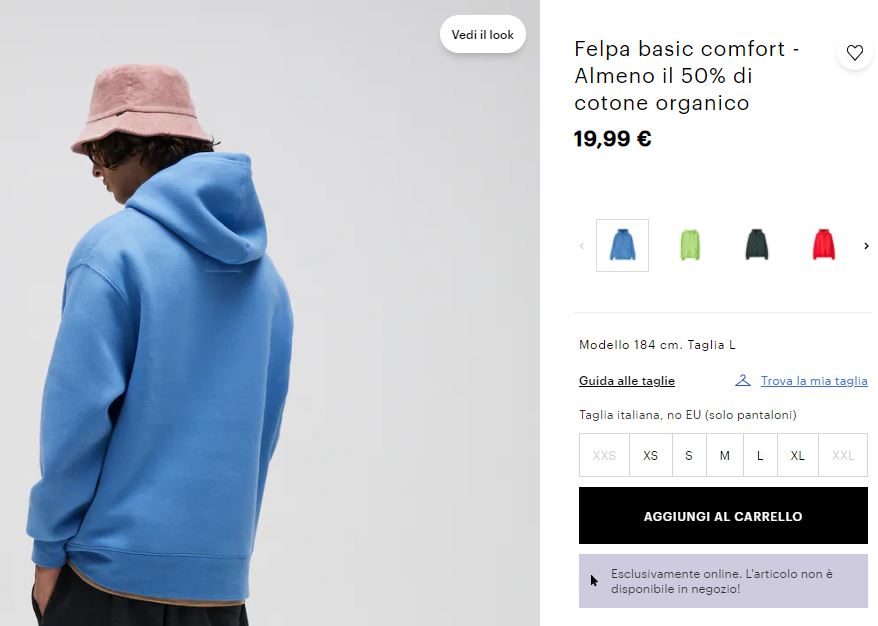 Vedi il look
Felpa basic comfort -
Almeno il 50% di
cotone organico
19,99 €
Modello 184 cm. Taglia L
Guida alle taglie
Trova la mia taglia
Taglia italiana, no EU (solo pantaloni)
XXS XS S M L XL XXL
AGGIUNGI AL CARRELLO
Esclusivamente online. L'articolo non è
disponibile in negozio!